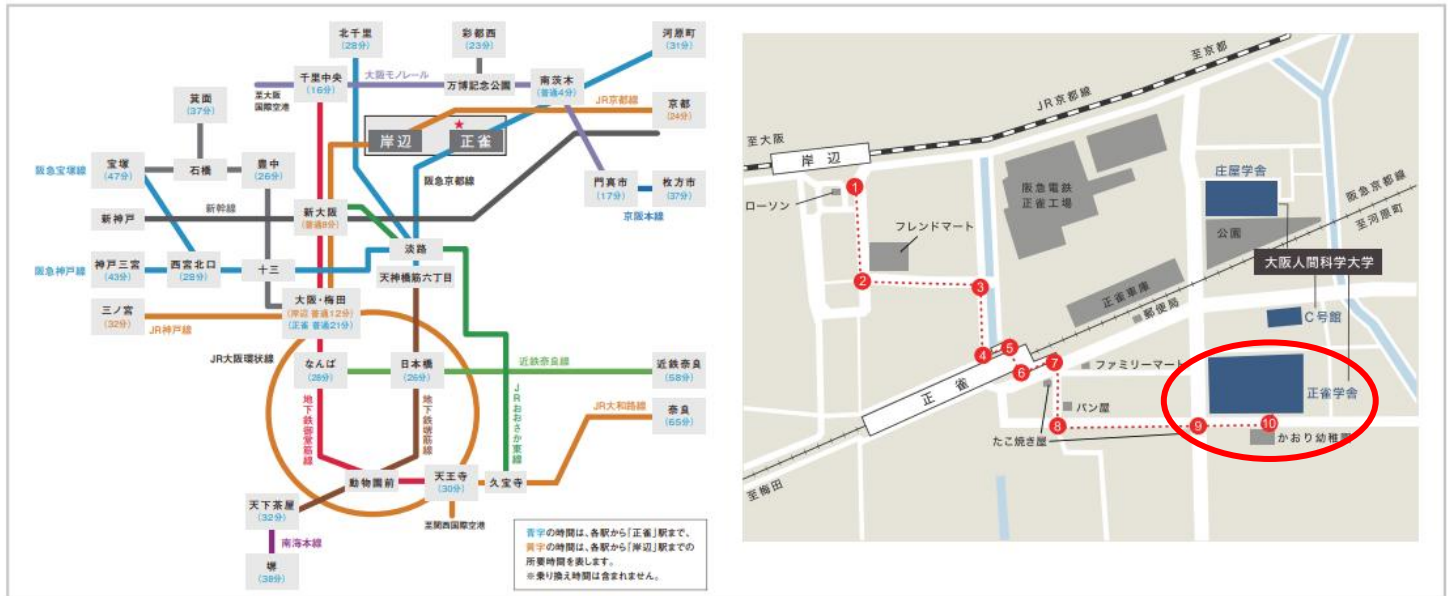 北千里
(28分)
彩都西
(23分)
河原町
(31分)
千里中央
(16分)
大阪モノレール
万博記念公園
南茨木
(普通4分)
至大阪
国際空港
箕面
(37分)
JR京都線
京都
(24分)
岸辺
正雀
阪急宝塚線
宝塚
(47分)
石橋
豊中
(26分)
阪急京都線
門真市
(17分)
枚方市
(37分)
京阪本線
新神戸
新幹線
新大阪
(普通8分)
淡路
阪急神戸線
神戸三宮
(43分)
西宮北口
(28分)
十三
天神橋筋六丁目
三ノ宮
(32分)
JR神戸線
大阪・梅田
(岸辺 普通12分)
(正雀 普通21分)
JR大阪環状線
なんば
(28分)
日本橋
(26分)
近鉄奈良線
近鉄奈良
(58分)
地下鉄御堂筋線
地下鉄堺筋線
JRおおさか東線
JR大和路線
奈良
(65分)
動物園前
天王寺
(30分)
久宝寺
天下茶屋
(32分)
至関西国際空港
南海本線
堺
(38分)
青字の時間は、各駅から「正雀」駅まで、
黄字の時間は、各駅から「岸辺」駅までの
所要時間を表します。
※乗り換え時間は含まれません。
至京都
JR京都線
至大阪
岸辺
1
ローソン
阪急電鉄
正雀工場
庄屋学舎
阪急京都線
至河原町
フレンドマート
公園
大阪人間科学大学
2
3
正雀車庫
郵便局
C号館
4
5
6
7
ファミリーマート
正雀
正雀学舎
パン屋
8
9
10
たこ焼き屋
かおり幼稚園
至梅田